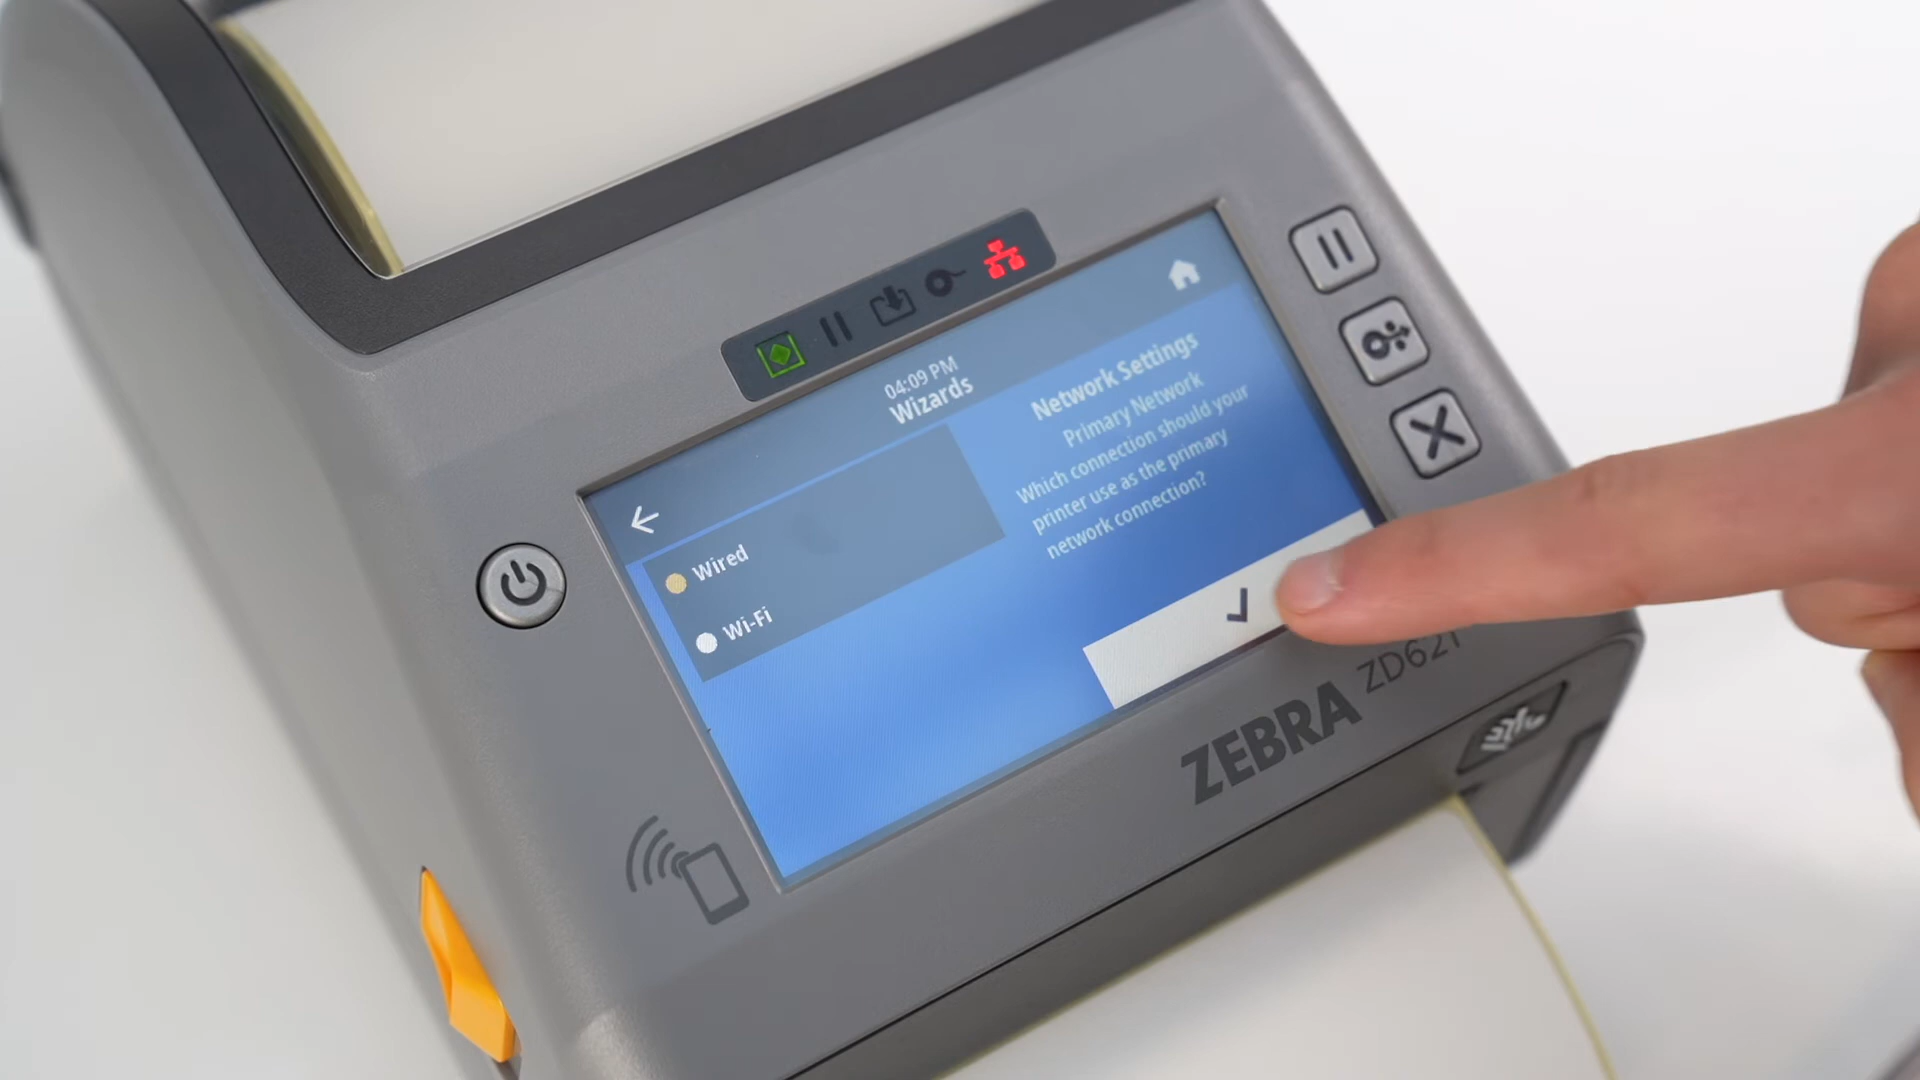 04:09 PM
Wizards
Wired
Wi-Fi
Network Settings
Primary Network
Which connection should your
printer use as the primary
network connection?
ZEBRA ZD621